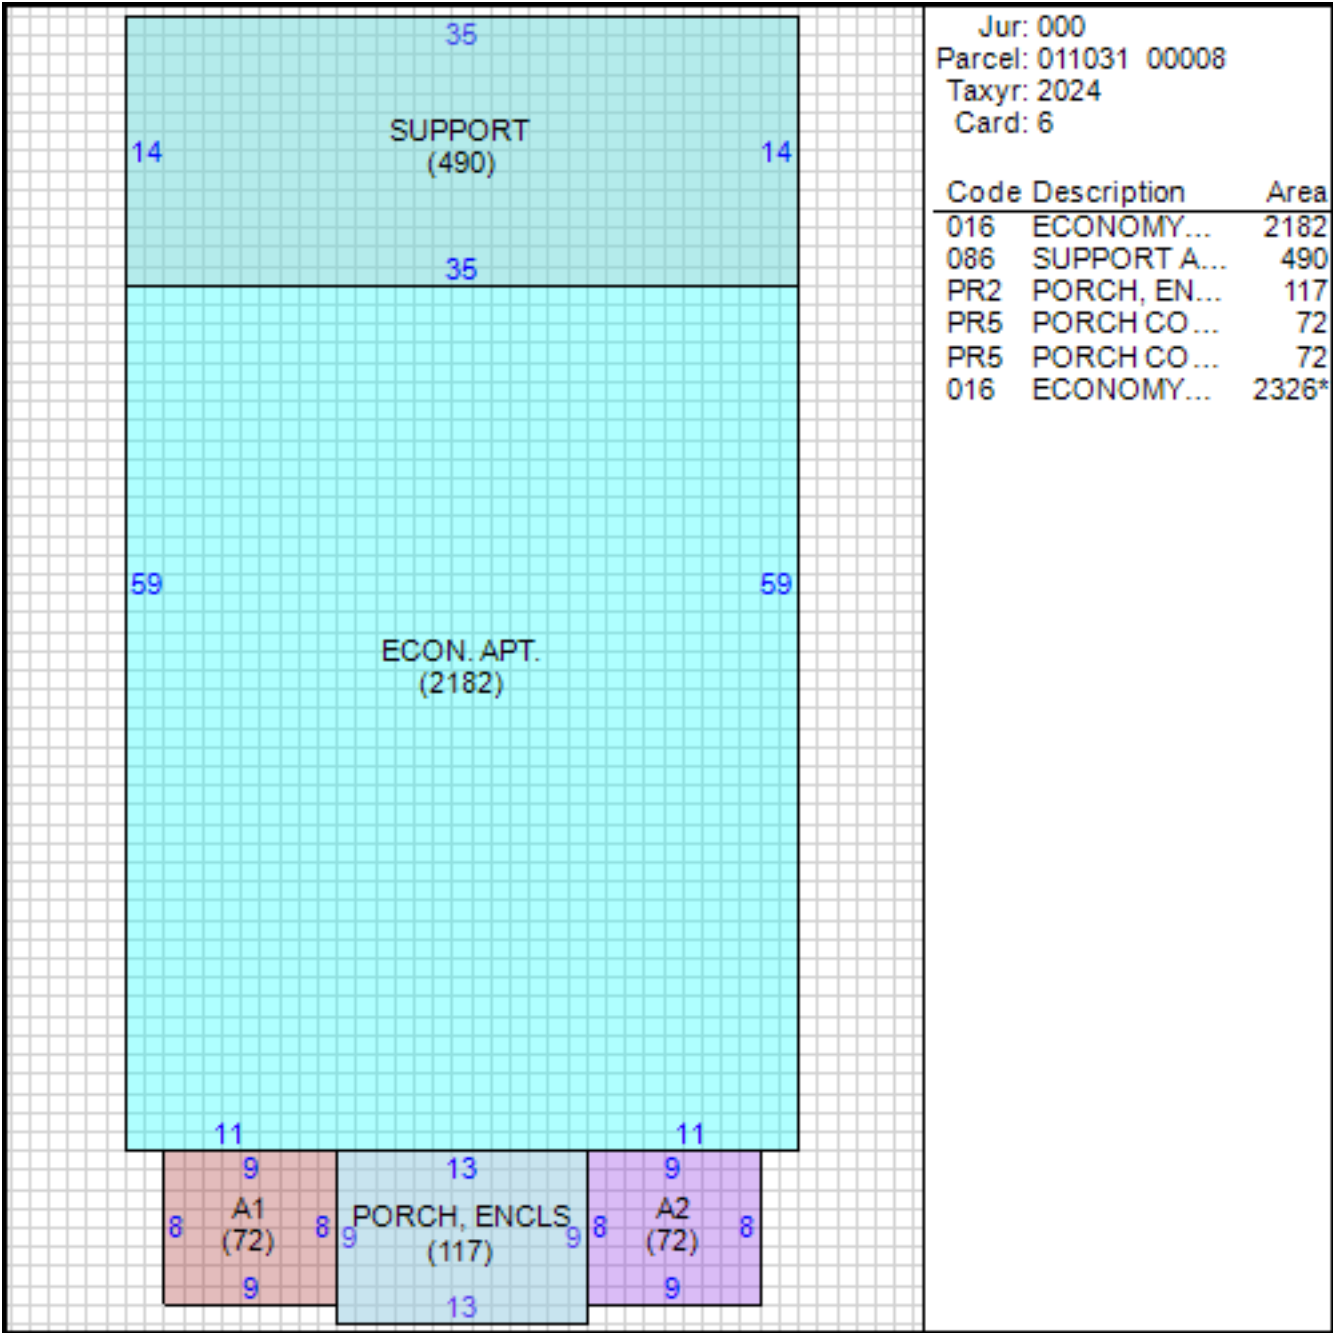 35
SUPPORT
(490)
14
14
35
59
59
ECON. APT.
(2182)
11
11
9
13
9
A1
(72)
8
8
PORCH, ENCLS
(117)
9
9
A2
(72)
8
8
9
13
9
Jur: 000
Parcel: 011031 00008
Taxyr: 2024
Card: 6
Code Description Area
016 ECONOMY... 2182
086 SUPPORT A... 490
PR2 PORCH, EN... 117
PR5 PORCH CO... 72
PR5 PORCH CO... 72
016 ECONOMY... 2326*